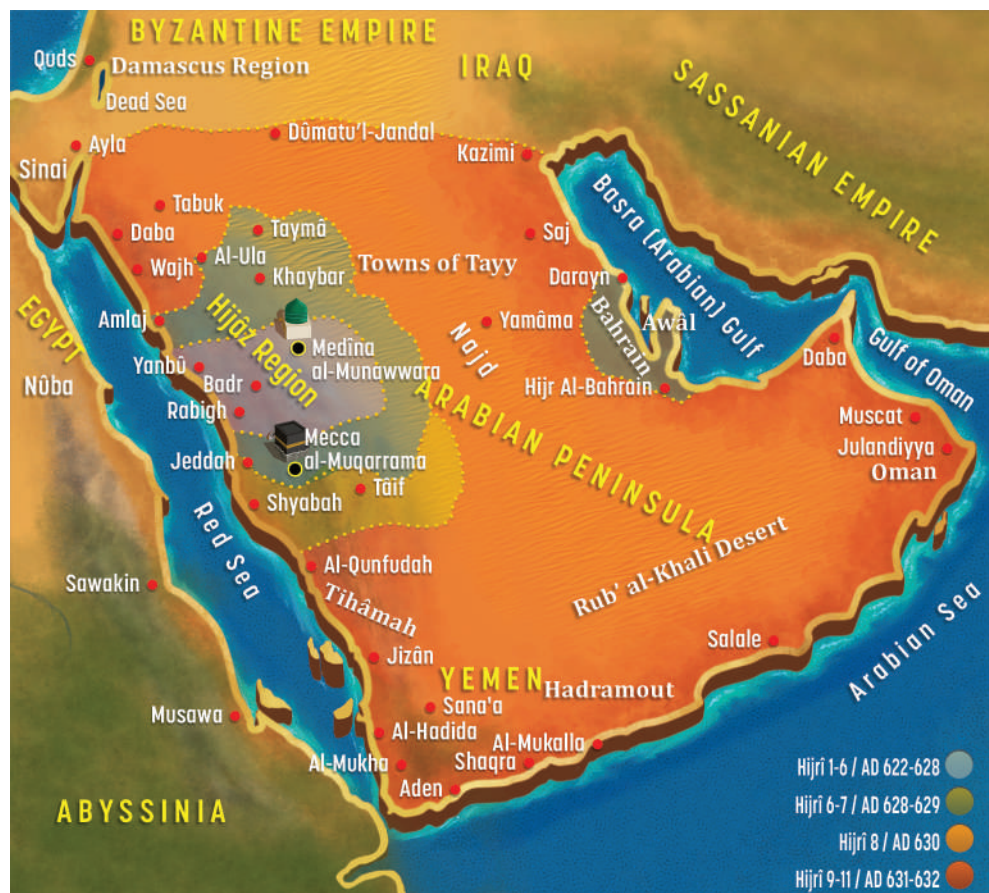 BYZANTINE EMPIRE
Quds
Damascus Region
IRAQ
SASSANIAN EMPIRE
Dead Sea
Ayla
Dûmatu'l-Jandal
Kazimi
Sinai
Tabuk
Basra (Arabian) Gulf
Daba
Taymâ
Saj
Al-Ula
Wajh
Khaybar
Towns of Tayy
Darayn
EGYPT
Amlaj
Hijâz Region
Najd
Yamâma
Bahrain
Awâl
Gulf of Oman
Medîna
al-Munawwara
Daba
Yanbû
Nûba
Badr
ARABIAN PENINSULA
Hijr Al-Bahrain
Rabigh
Muscat
Mecca
al-Muqarrama
Julandiyya
Jeddah
Oman
Tâif
Shyabah
Red Sea
Al-Qunfudah
Rub' al-Khali Desert
Sawakin
Tihâmah
Arabian Sea
Salale
Jizân
YEMEN
Hadramout
Sana'a
Musawa
Al-Hadida
Al-Mukalla
Al-Mukha
Shaqra
Aden
ABYSSINIA
Hijrî 1-6 / AD 622-628
Hijrî 6-7 / AD 628-629
Hijrî 8 / AD 630
Hijrî 9-11 / AD 631-632